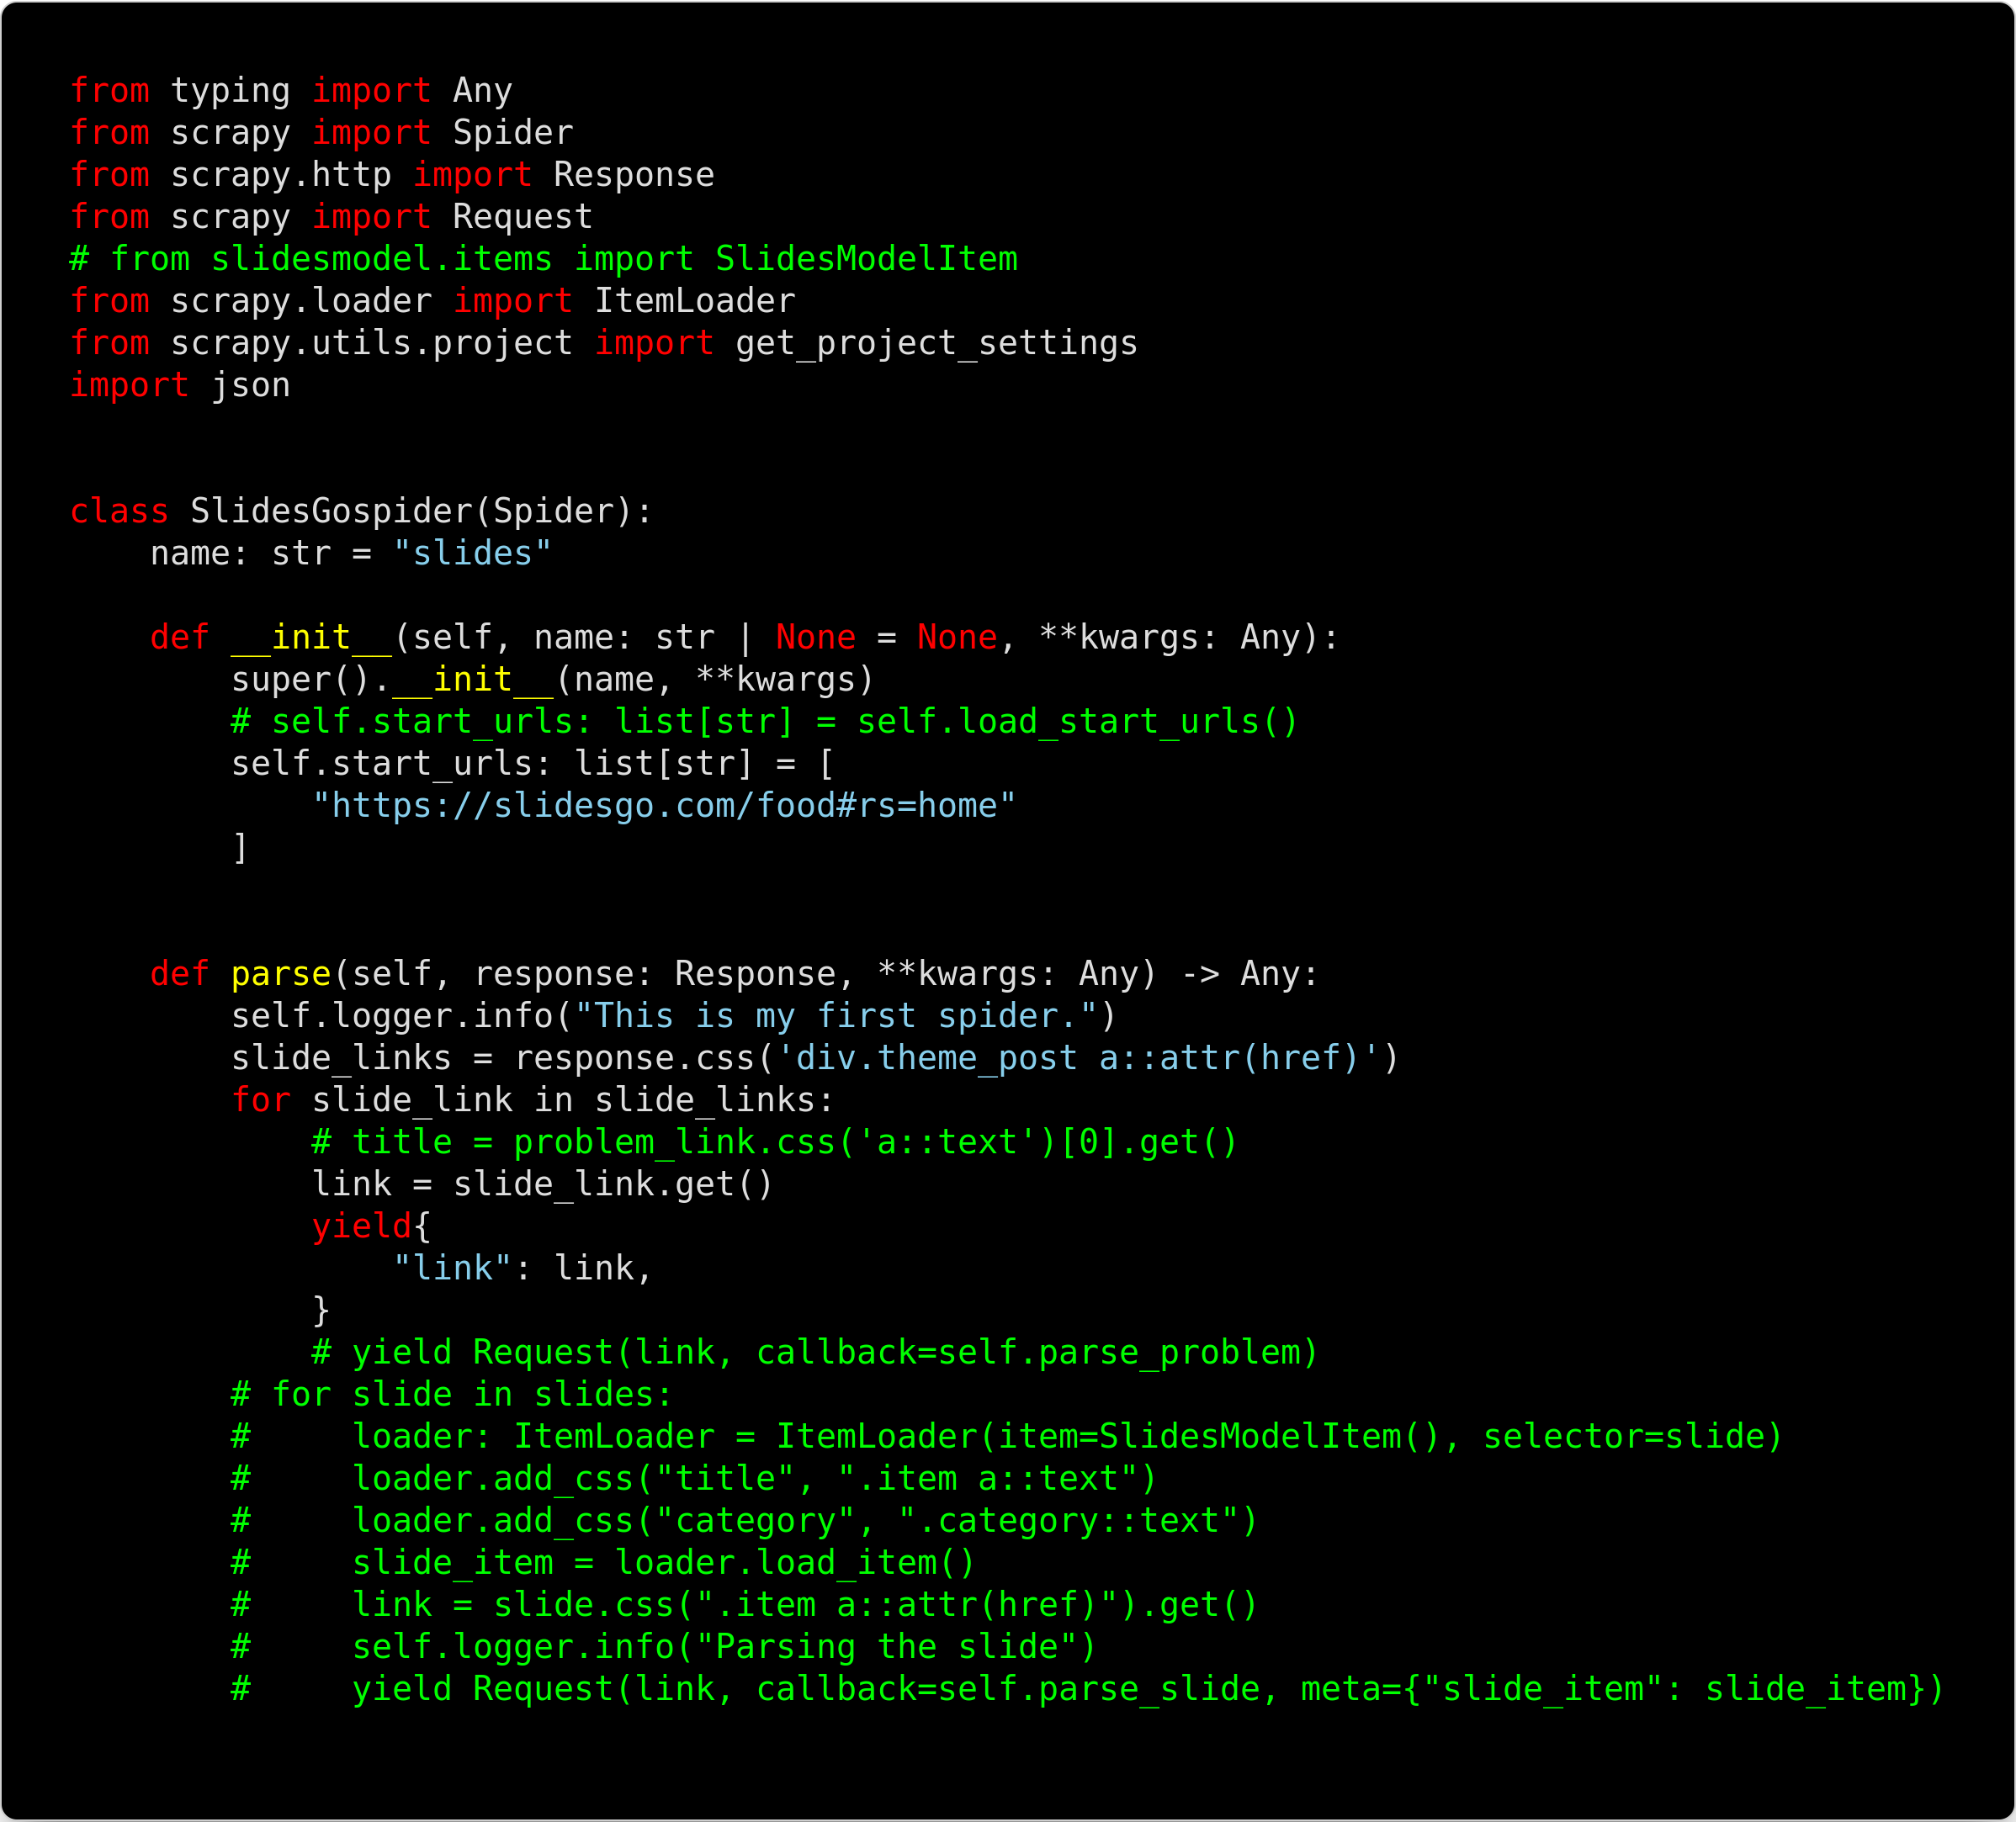 from typing import Any
from scrapy import Spider
from scrapy.http import Response
from scrapy import Request
# from slidesmodel.items import SlidesModelItem
from scrapy.loader import ItemLoader
from scrapy.utils.project import get_project_settings
import json


class SlidesGospider(Spider):
    name: str = "slides"

    def __init__(self, name: str | None = None, **kwargs: Any):
        super().__init__(name, **kwargs)
        # self.start_urls: list[str] = self.load_start_urls()
        self.start_urls: list[str] = [
            "https://slidesgo.com/food#rs=home"
        ]


    def parse(self, response: Response, **kwargs: Any) -> Any:
        self.logger.info("This is my first spider.")
        slide_links = response.css('div.theme_post a::attr(href)')
        for slide_link in slide_links:
            # title = problem_link.css('a::text')[0].get()
            link = slide_link.get()
            yield{
                "link": link,
            }
            # yield Request(link, callback=self.parse_problem)
        # for slide in slides:
        #     loader: ItemLoader = ItemLoader(item=SlidesModelItem(), selector=slide)
        #     loader.add_css("title", ".item a::text")
        #     loader.add_css("category", ".category::text")
        #     slide_item = loader.load_item()
        #     link = slide.css(".item a::attr(href)").get()
        #     self.logger.info("Parsing the slide")
        #     yield Request(link, callback=self.parse_slide, meta={"slide_item": slide_item})